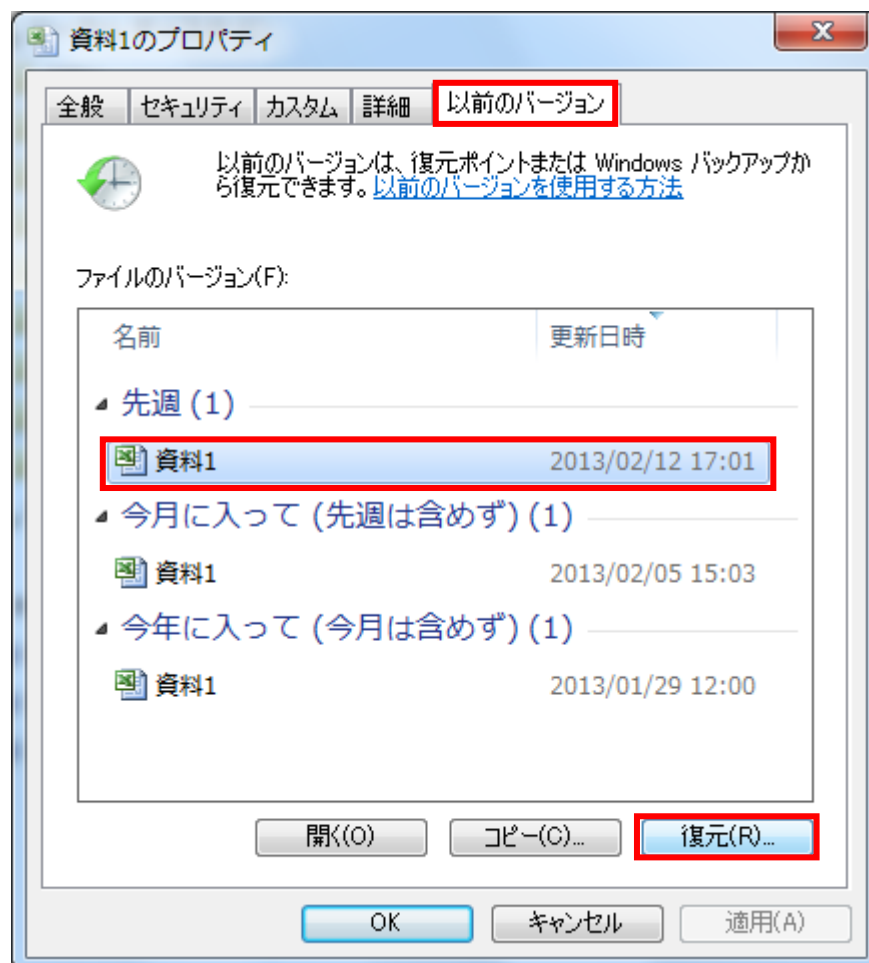 資料1のプロパティ
X
全般 セキュリティ カスタム 詳細 以前のバージョン
以前のバージョンは、復元ポイントまたは Windows バックアップか
ら復元できます。以前のバージョンを使用する方法
ファイルのバージョン(F):
名前 更新日時
先週 (1)
資料1 2013/02/12 17:01
今月に入って (先週は含めず) (1)
資料1 2013/02/05 15:03
今年に入って (今月は含めず) (1)
資料1 2013/01/29 12:00
開く(O) コピー(C)... 復元(R)...
OK キャンセル 適用(A)